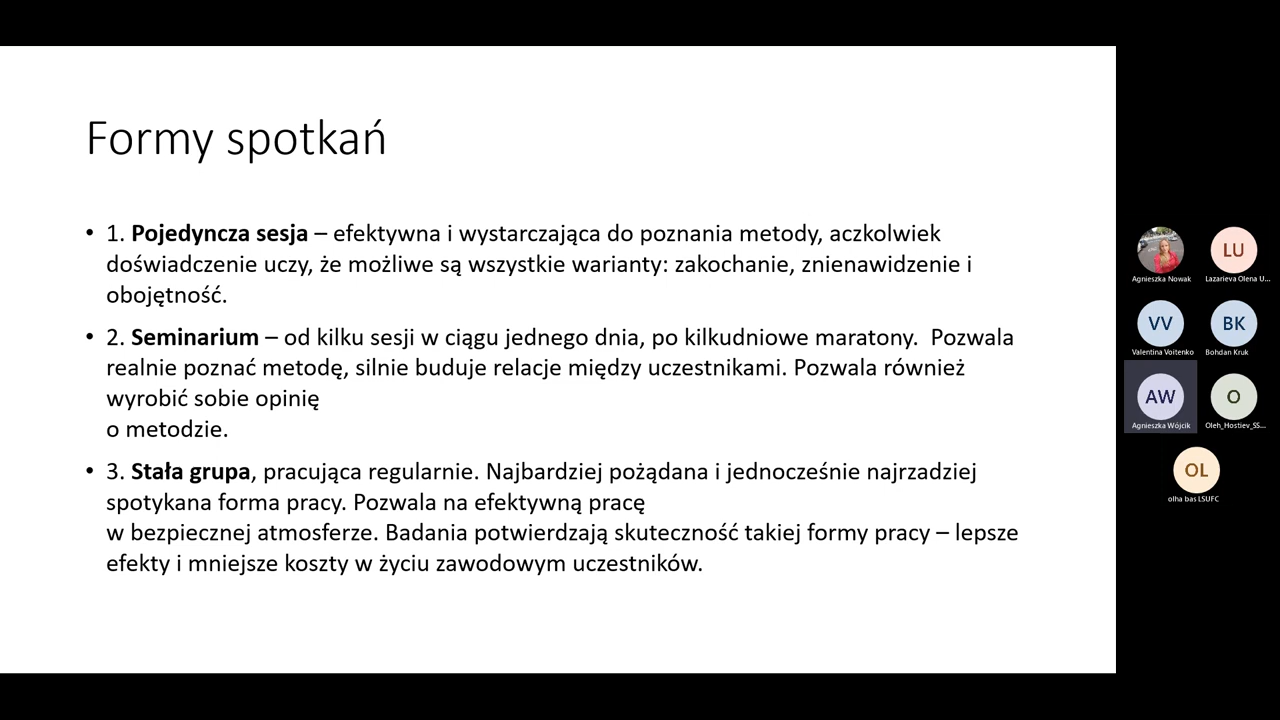 Formy spotkań
• 1. Pojedyncza sesja – efektywna i wystarczająca do poznania metody, aczkolwiek
doświadczenie uczy, że możliwe są wszystkie warianty: zakochanie, znienawidzenie i
obojętność.
• 2. Seminarium – od kilku sesji w ciągu jednego dnia, po kilkudniowe maratony.  Pozwala
realnie poznać metodę, silnie buduje relacje między uczestnikami. Pozwala również
wyrobić sobie opinię
o metodzie.
• 3. Stała grupa, pracująca regularnie. Najbardziej pożądana i jednocześnie najrzadziej
spotykana forma pracy. Pozwala na efektywną pracę
w bezpiecznej atmosferze. Badania potwierdzają skuteczność takiej formy pracy – lepsze
efekty i mniejsze koszty w życiu zawodowym uczestników.
LU
Agnieszka Nowak
Lazarieva Olena U...
VV
BK
Valentina Voitenko
Bohdan Kruk
AW
O
Agnieszka Wójcik
Oleh_Hostiev_SS...
OL
olha bas LSUFC